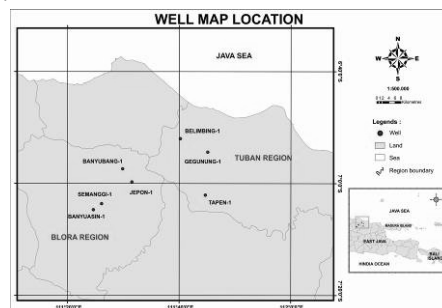 WELL MAP LOCATION
JAVA SEA
N
W
E
S
1:500.000
BELIMBING-1
GEGUNUNG-1
TUBAN REGION
BANYUBANG-1
JEPON-1
SEMANGGI-1
TAPEN-1
BANYUASIN-1
BLORA REGION
Legends :
Well
Land
Sea
Region boundary
JAVA SEA
EAST JAVA
BALI
ISLAND
HINDIA OCEAN